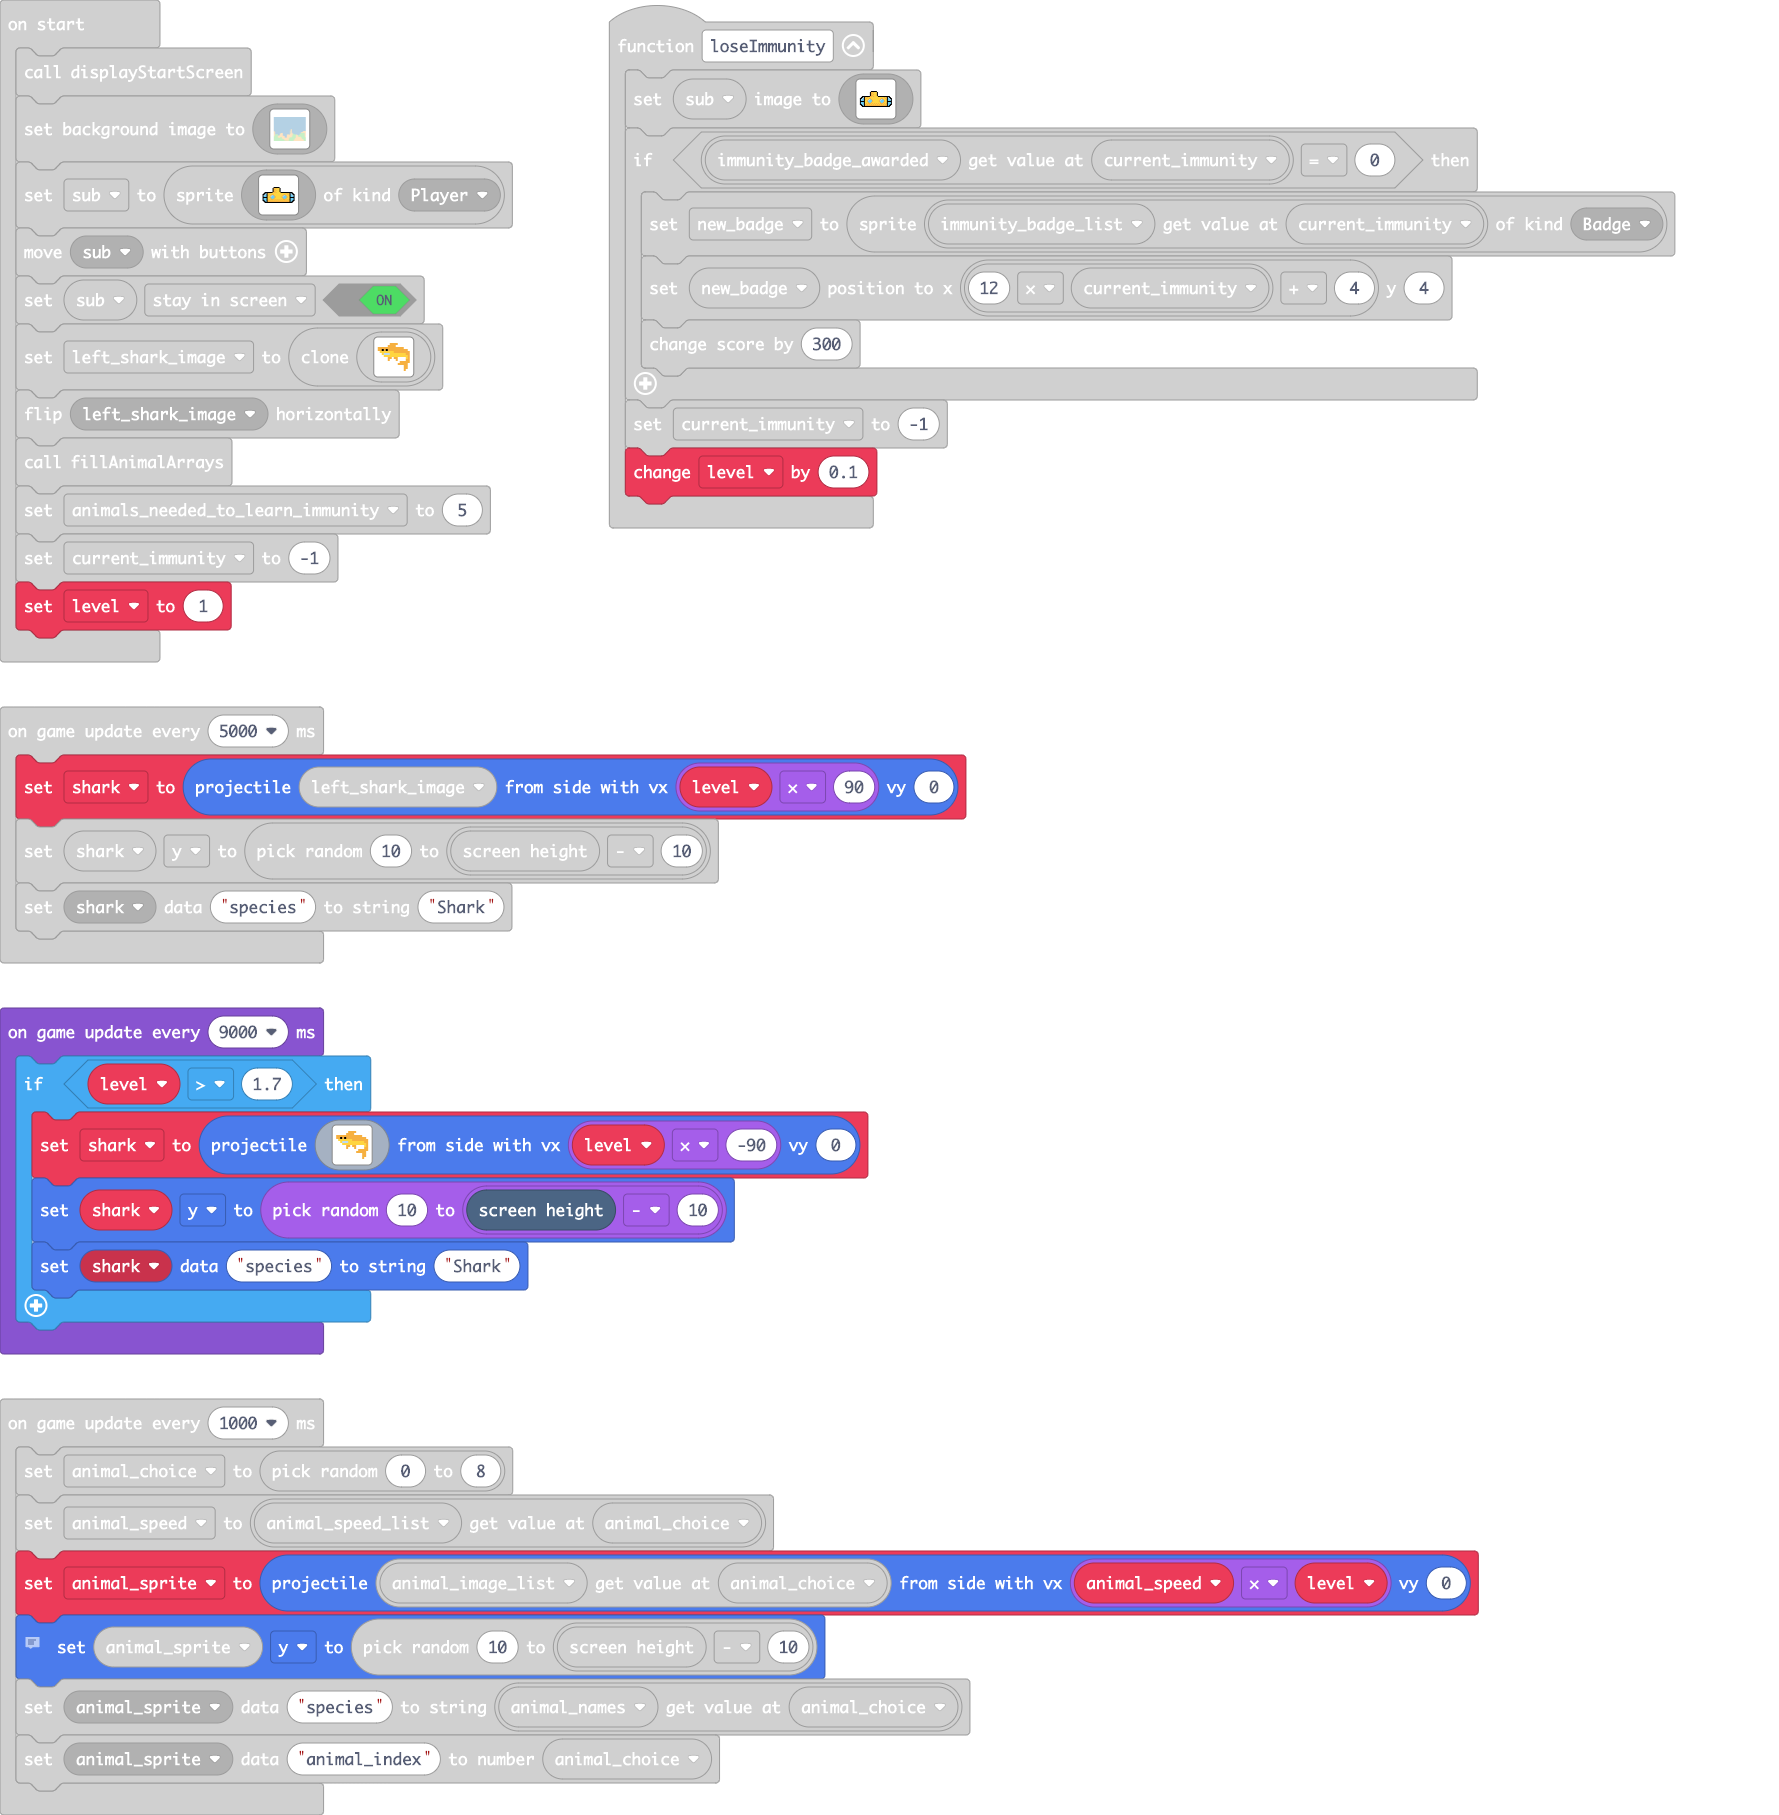 on start
call displayStartScreen
set background image to
set sub to sprite of kind Player
move sub with buttons
set sub stay in screen ON
set left_shark_image to clone
flip left_shark_image horizontally
call fillAnimalArrays
set animals_needed_to_learn_immunity to 5
set current_immunity to -1
set level to 1
function loseImmunity
set sub image to
if immunity_badge_awarded get value at current_immunity = 0 then
set new_badge to sprite immunity_badge_list get value at current_immunity of kind Badge
set new_badge position to x 12 × current_immunity + 4 y 4
change score by 300
set current_immunity to -1
change level by 0.1
on game update every 5000 ms
set shark to projectile left_shark_image from side with vx level × 90 vy 0
set shark y to pick random 10 to screen height - 10
set shark data "species" to string "Shark"
on game update every 9000 ms
if level > 1.7 then
set shark to projectile from side with vx level × -90 vy 0
set shark y to pick random 10 to screen height - 10
set shark data "species" to string "Shark"
on game update every 1000 ms
set animal_choice to pick random 0 to 8
set animal_speed to animal_speed_list get value at animal_choice
set animal_sprite to projectile animal_image_list get value at animal_choice from side with vx animal_speed × level vy 0
set animal_sprite y to pick random 10 to screen height - 10
set animal_sprite data "species" to string animal_names get value at animal_choice
set animal_sprite data "animal_index" to number animal_choice